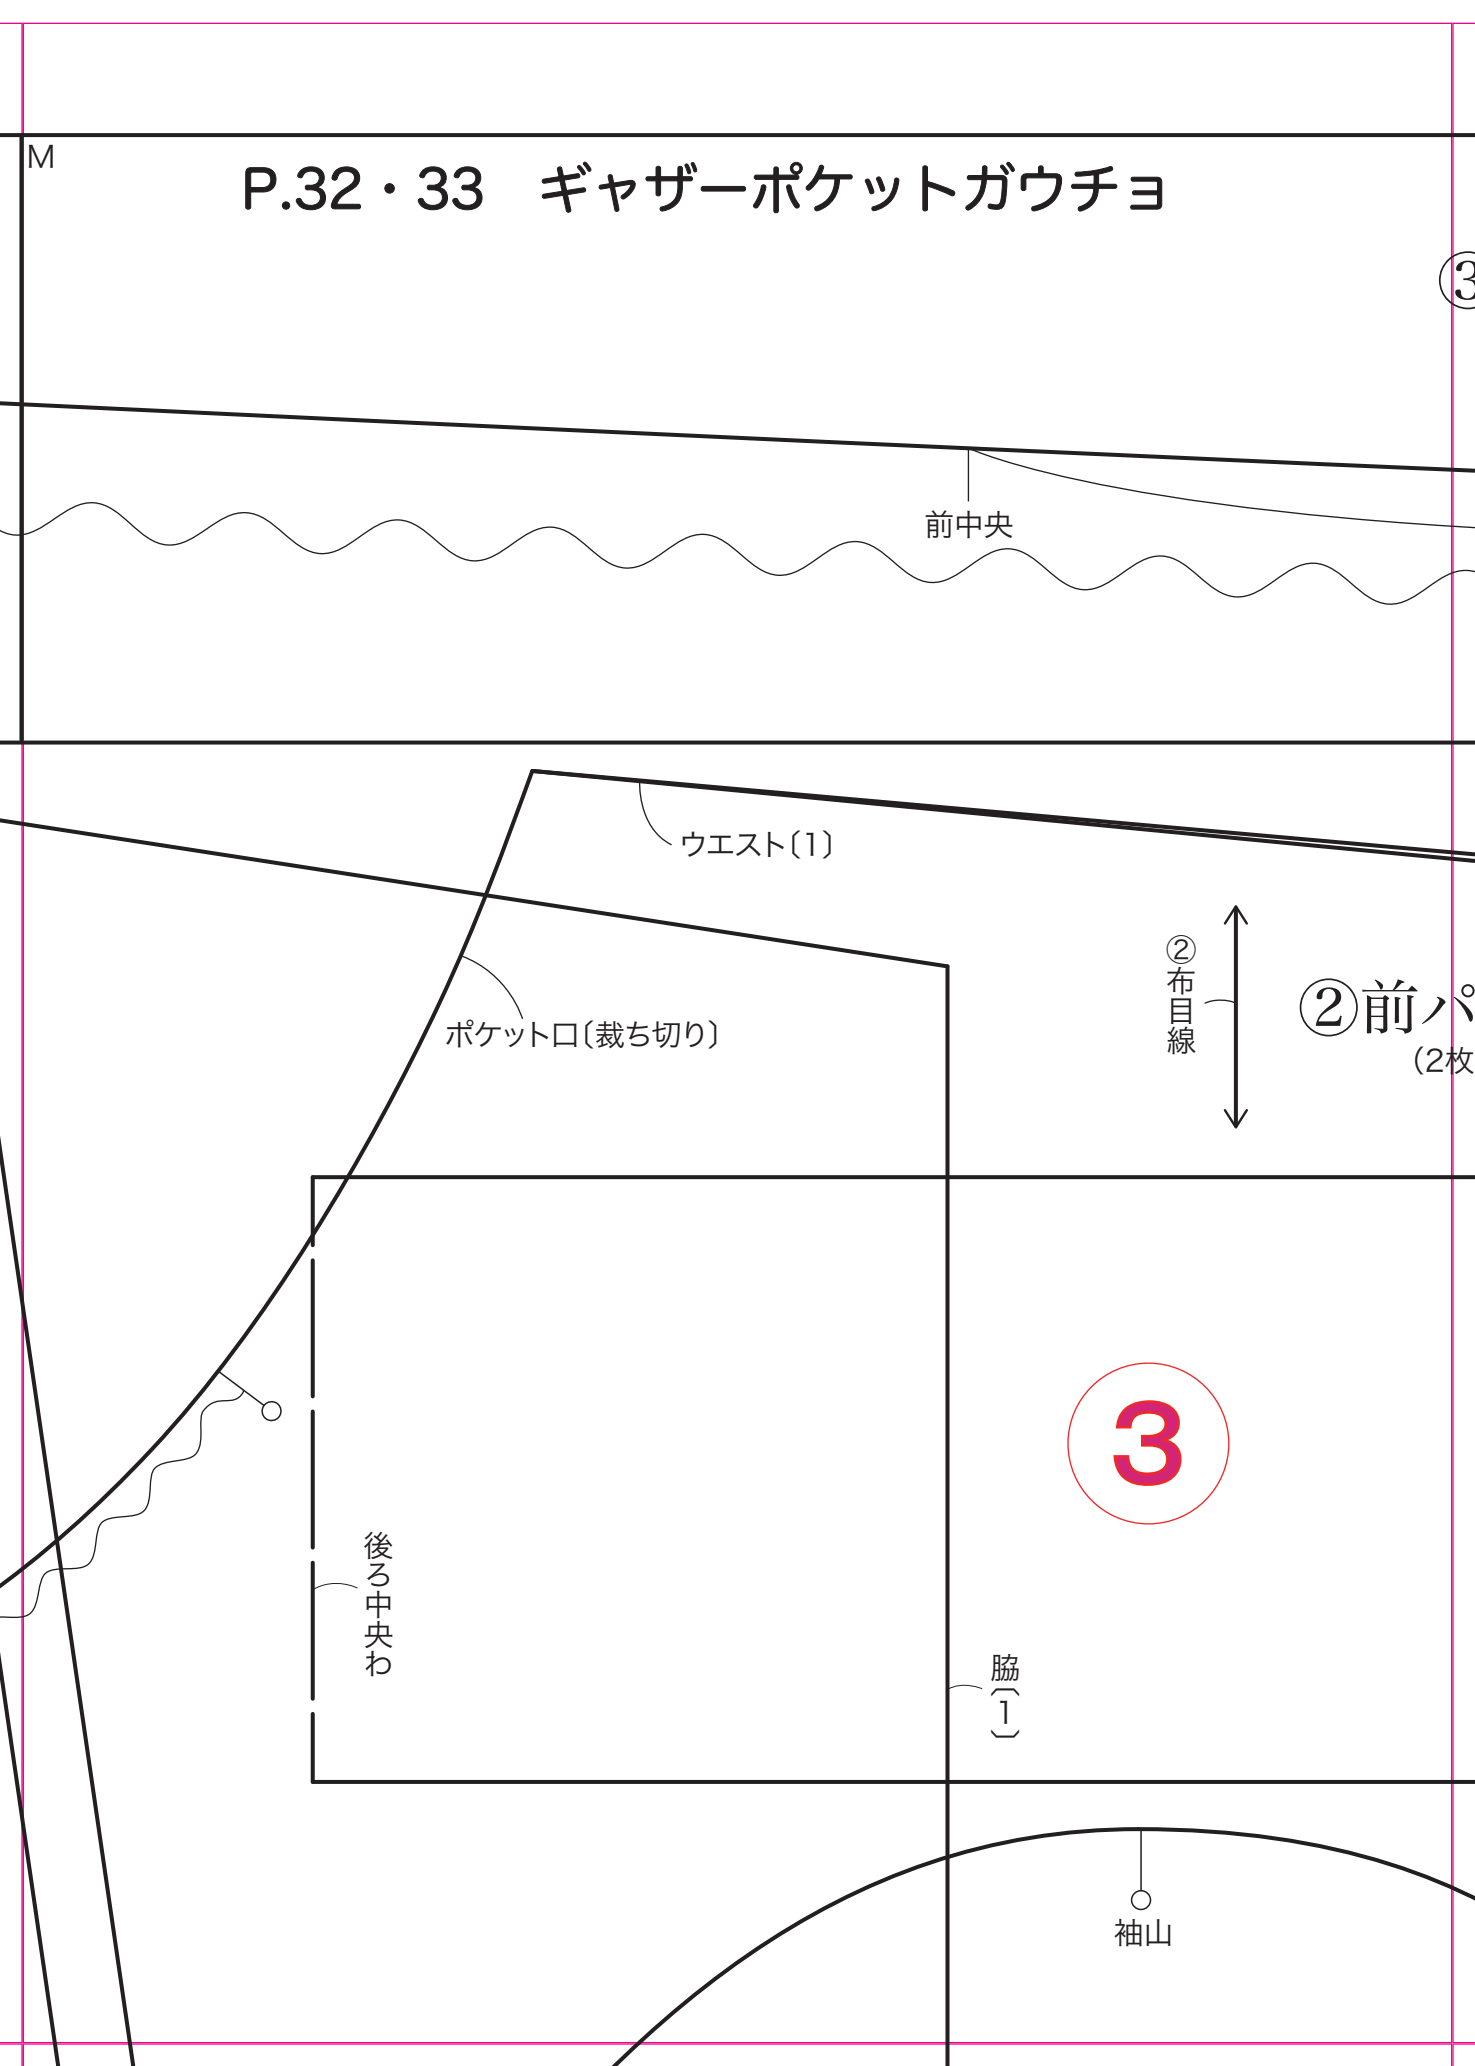 M
P.32・33　ギャザーポケットガウチョ
③
前中央
ウエスト〔1〕
②布目線
②前パ
（2枚
ポケット口〔裁ち切り〕
3
後ろ中央わ
脇〔1〕
袖山